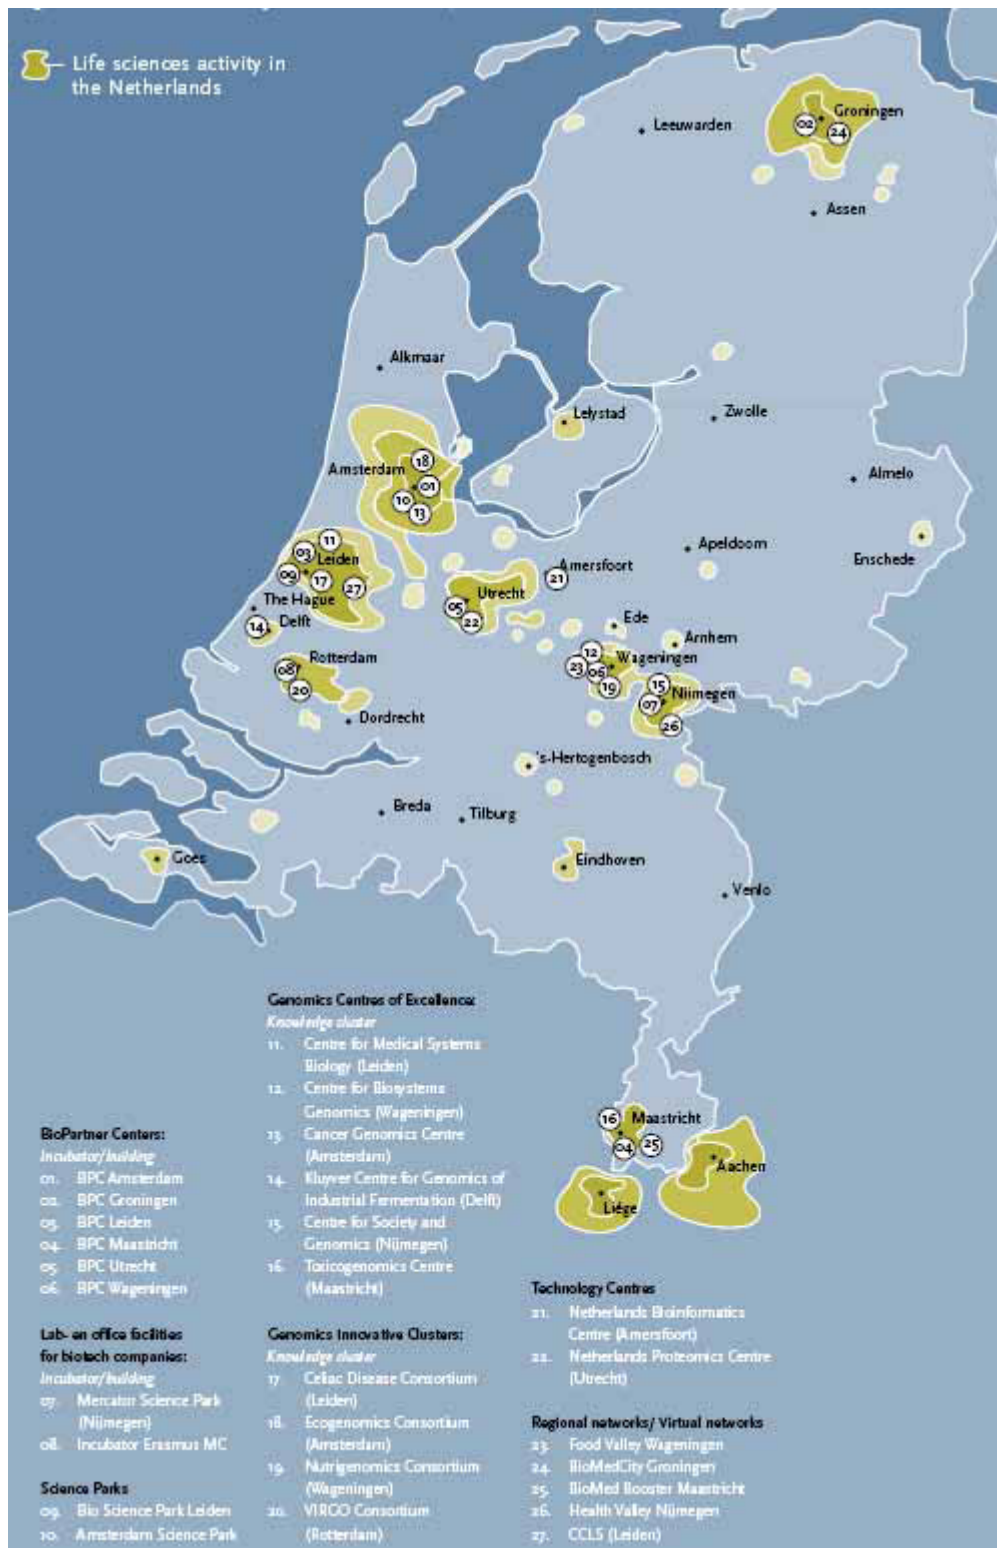 Life sciences activity in
the Netherlands
Groningen
02
24
Leeuwarden
Assen
Alkmaar
Lelystad
Zwolle
18
Amsterdam
01
10
13
Almelo
11
03
Leiden
09
17
27
Apeldoorn
Enschede
Amersfoort
21
Utrecht
05
22
The Hague
14
Delft
Ede
Arnhem
12
Wageningen
23
06
19
08
Rotterdam
20
15
Nijmegen
07
26
Dordrecht
's-Hertogenbosch
Breda
Tilburg
Goes
Eindhoven
Venlo
16
Maastricht
04
25
Aachen
Liége
BioPartner Centers:
Incubator/building
01. BPC Amsterdam
02. BPC Groningen
03. BPC Leiden
04. BPC Maastricht
05. BPC Utrecht
06. BPC Wageningen
Lab- en office facilities
for biotech companies:
Incubator/building
07. Mercator Science Park
(Nijmegen)
08. Incubator Erasmus MC
Science Parks
09. Bio Science Park Leiden
10. Amsterdam Science Park
Genomics Centres of Excellence:
Knowledge cluster
11. Centre for Medical Systems
Biology (Leiden)
12. Centre for Biosystems
Genomics (Wageningen)
13. Cancer Genomics Centre
(Amsterdam)
14. Kluyver Centre for Genomics of
Industrial Fermentation (Delft)
15. Centre for Society and
Genomics (Nijmegen)
16. Toxicogenomics Centre
(Maastricht)
Genomics Innovative Clusters:
Knowledge cluster
17. Celiac Disease Consortium
(Leiden)
18. Ecogenomics Consortium
(Amsterdam)
19. Nutrigenomics Consortium
(Wageningen)
20. VIRGO Consortium
(Rotterdam)
Technology Centres
21. Netherlands Bioinformatics
Centre (Amersfoort)
22. Netherlands Proteomics Centre
(Utrecht)
Regional networks/ Virtual networks
23. Food Valley Wageningen
24. BioMedCity Groningen
25. BioMed Booster Maastricht
26. Health Valley Nijmegen
27. CCLS (Leiden)